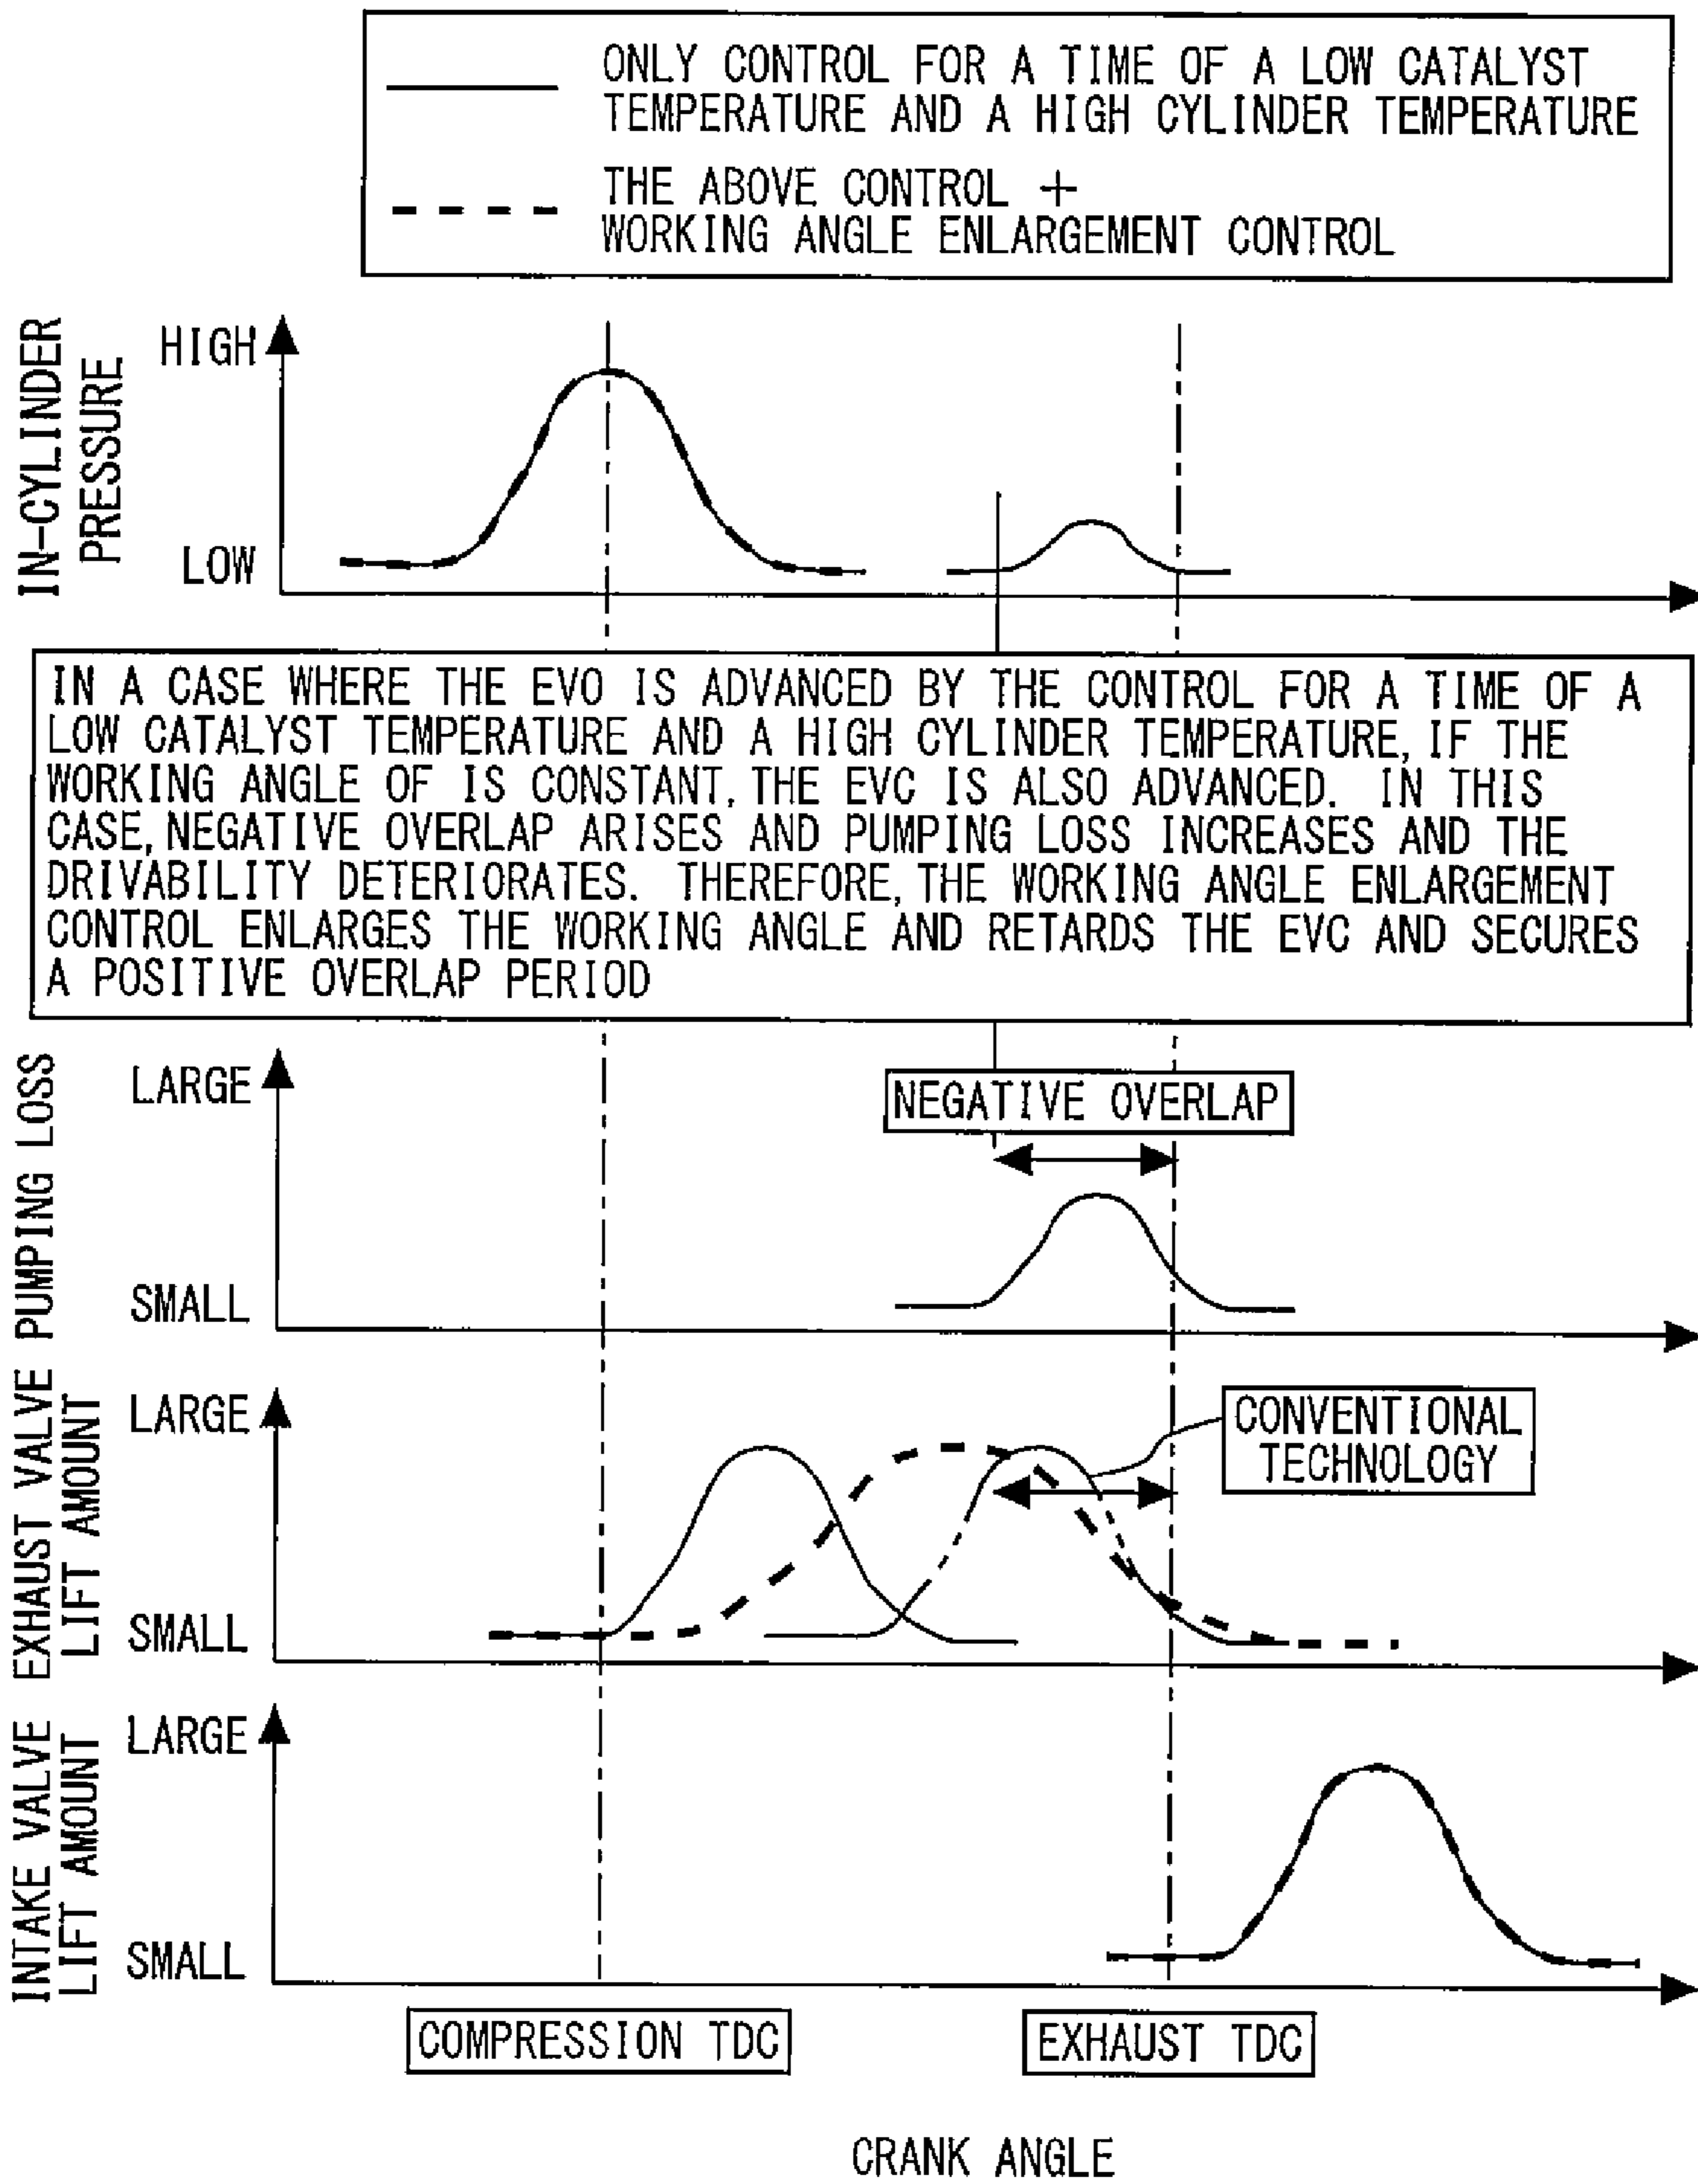 ONLY CONTROL FOR A TIME OF A LOW CATALYST
TEMPERATURE AND A HIGH CYLINDER TEMPERATURE
THE ABOVE CONTROL +
WORKING ANGLE ENLARGEMENT CONTROL
IN-CYLINDER
PRESSURE
HIGH
LOW
IN A CASE WHERE THE EVO IS ADVANCED BY THE CONTROL FOR A TIME OF A
LOW CATALYST TEMPERATURE AND A HIGH CYLINDER TEMPERATURE, IF THE
WORKING ANGLE OF IS CONSTANT, THE EVC IS ALSO ADVANCED. IN THIS
CASE, NEGATIVE OVERLAP ARISES AND PUMPING LOSS INCREASES AND THE
DRIVABILITY DETERIORATES. THEREFORE, THE WORKING ANGLE ENLARGEMENT
CONTROL ENLARGES THE WORKING ANGLE AND RETARDS THE EVC AND SECURES
A POSITIVE OVERLAP PERIOD
PUMPING LOSS
LARGE
SMALL
NEGATIVE OVERLAP
EXHAUST VALVE
LIFT AMOUNT
LARGE
SMALL
CONVENTIONAL
TECHNOLOGY
INTAKE VALVE
LIFT AMOUNT
LARGE
SMALL
COMPRESSION TDC
EXHAUST TDC
CRANK ANGLE